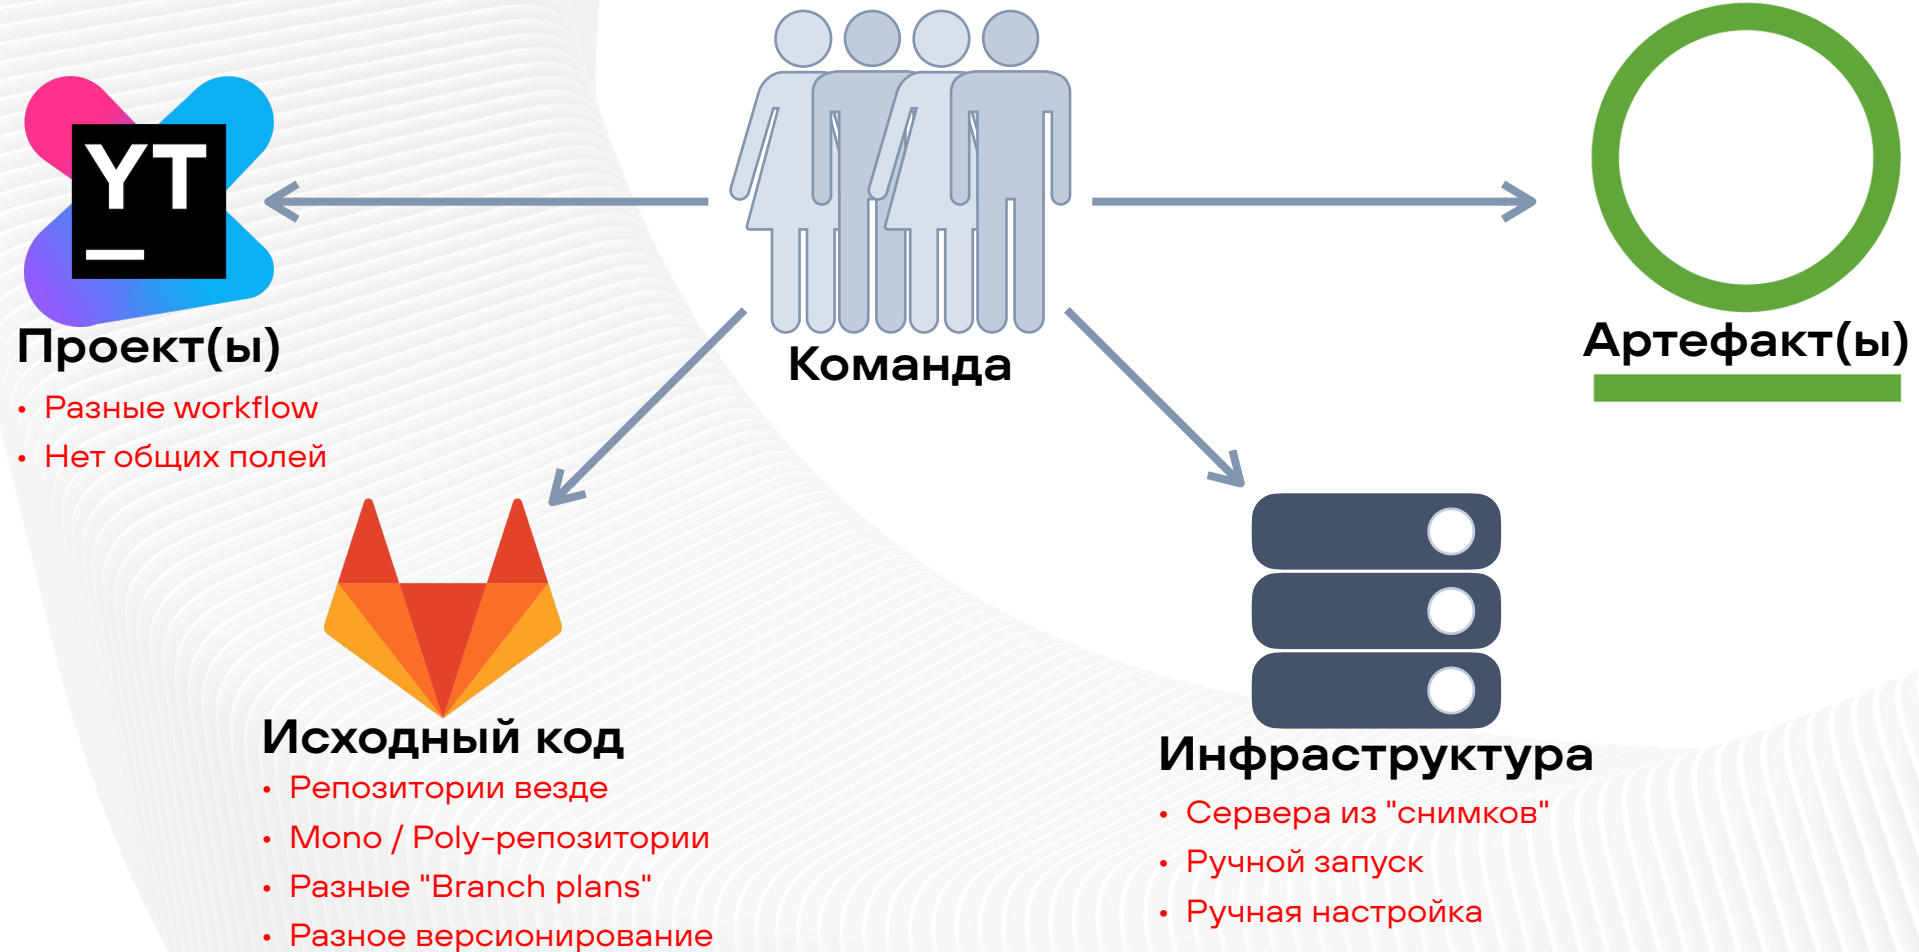 YT
Проект(ы)
• Разные workflow
• Нет общих полей
Команда
Артефакт(ы)
Исходный код
• Репозитории везде
• Mono / Poly-репозитории
• Разные "Branch plans"
• Разное версионирование
Инфраструктура
• Сервера из "снимков"
• Ручной запуск
• Ручная настройка